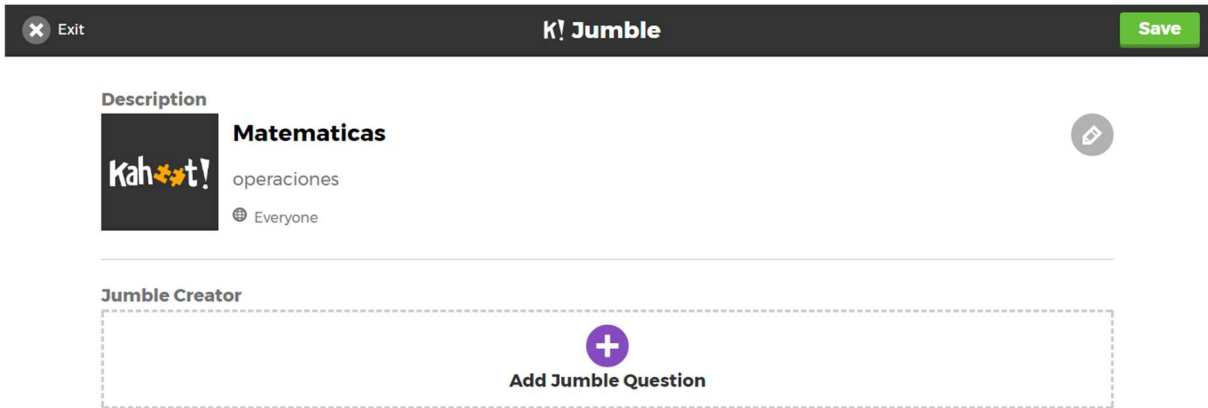 Exit
K! Jumble
Save
Description
Kahoot!
Matematicas
operaciones
Everyone
Jumble Creator
Add Jumble Question